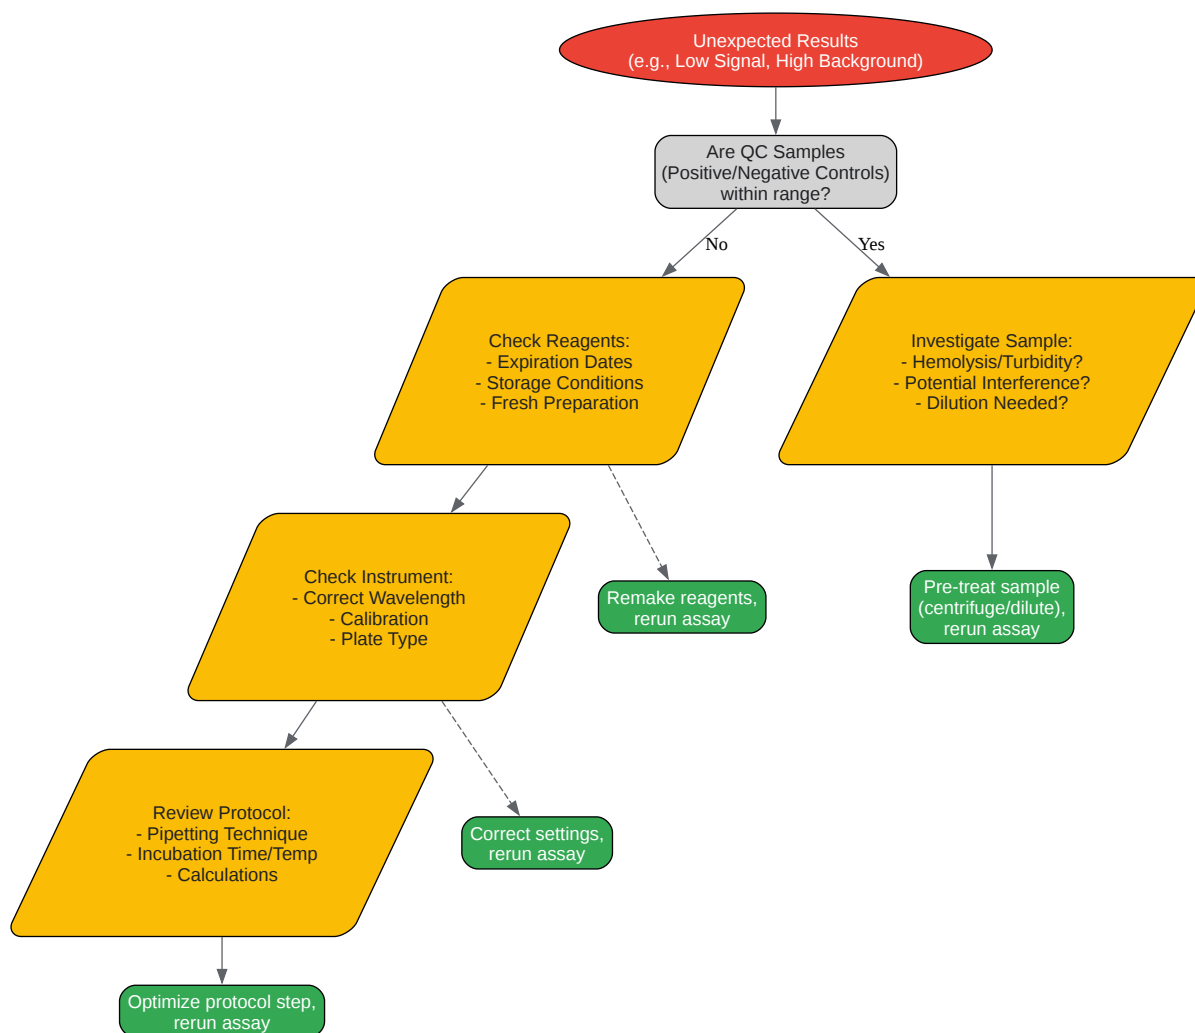 Unexpected Results
(e.g., Low Signal, High Background)
Are QC Samples
(Positive/Negative Controls)
within range?
No
Yes
Check Reagents:
- Expiration Dates
- Storage Conditions
- Fresh Preparation
Investigate Sample:
- Hemolysis/Turbidity?
- Potential Interference?
- Dilution Needed?
Check Instrument:
- Correct Wavelength
- Calibration
- Plate Type
Remake reagents,
rerun assay
Pre-treat sample
(centrifuge/dilute),
rerun assay
Review Protocol:
- Pipetting Technique
- Incubation Time/Temp
- Calculations
Correct settings,
rerun assay
Optimize protocol step,
rerun assay